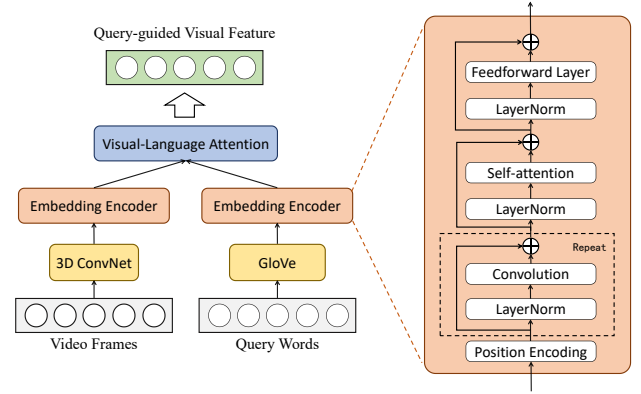 Query-guided Visual Feature
Visual-Language Attention
Embedding Encoder
Embedding Encoder
3D ConvNet
GloVe
Video Frames
Query Words
Feedforward Layer
LayerNorm
Self-attention
LayerNorm
Repeat
Convolution
LayerNorm
Position Encoding